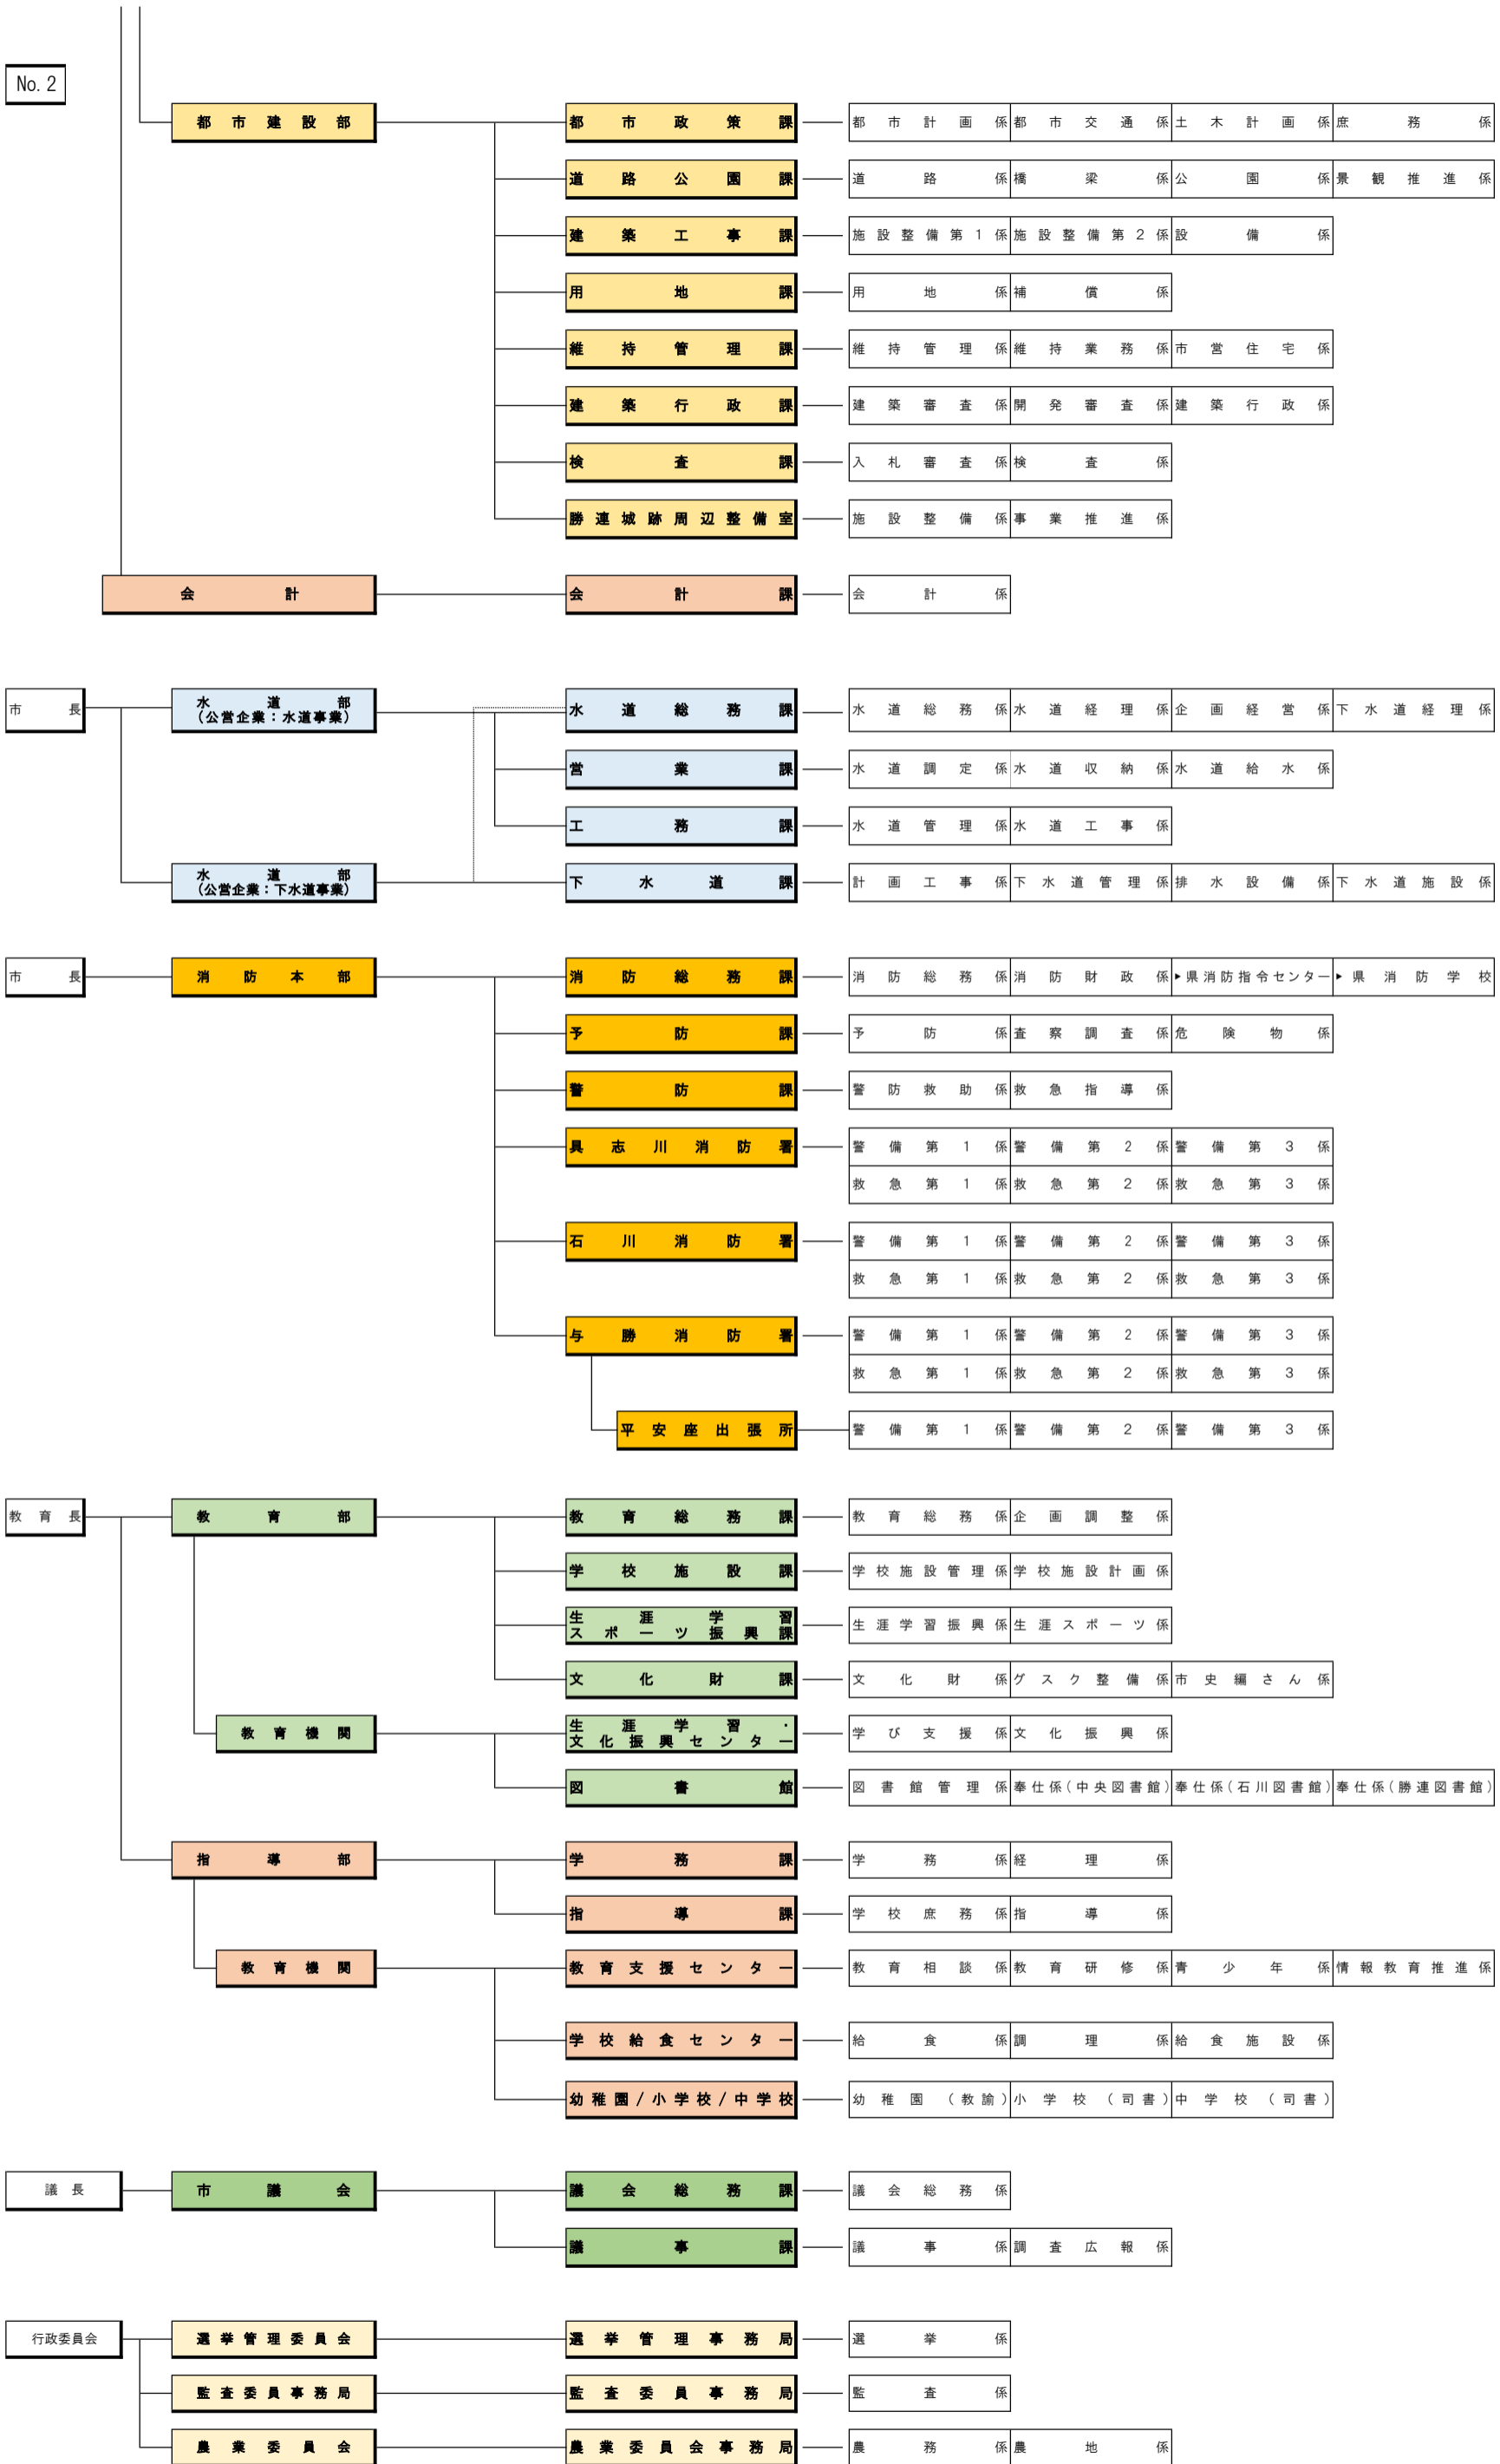 No. 2
都市建設部 都市政策課 都市計画係 都市交通係 土木計画係 庶務係
道路公園課 道路係 橋梁係 公園係 景観推進係
建築工事課 施設整備第1係 施設整備第2係 設備係
用地課 用地係 補償係
維持管理課 維持管理係 維持業務係 市営住宅係
建築行政課 建築審査係 開発審査係 建築行政係
検査課 入札審査係 検査係
勝連城跡周辺整備室 施設整備係 事業推進係
会計 会計課 会計係
市長 水道部 (公営企業：水道事業) 水道総務課 水道総務係 水道経理係 企画経営係 下水道経理係
営業課 水道調定係 水道収納係 水道給水係
工務課 水道管理係 水道工事係
水道部 (公営企業：下水道事業) 下水道課 計画工事係 下水道管理係 排水設備係 下水道施設係
市長 消防本部 消防総務課 消防総務係 消防財政係 ▶県消防指令センター ▶県消防学校
予防課 予防係 査察調査係 危険物係
警防課 警防救助係 救急指導係
具志川消防署 警備第1係 警備第2係 警備第3係
救急第1係 救急第2係 救急第3係
石川消防署 警備第1係 警備第2係 警備第3係
救急第1係 救急第2係 救急第3係
与勝消防署 警備第1係 警備第2係 警備第3係
救急第1係 救急第2係 救急第3係
平安座出張所 警備第1係 警備第2係 警備第3係
教育長 教育部 教育総務課 教育総務係 企画調整係
学校施設課 学校施設管理係 学校施設計画係
生涯学習
スポーツ振興課 生涯学習振興係 生涯スポーツ係
文化財課 文化財係 グスク整備係 市史編さん係
教育機関 生涯学習・
文化振興センター 学び支援係 文化振興係
図書館 図書館管理係 奉仕係(中央図書館) 奉仕係(石川図書館) 奉仕係(勝連図書館)
指導部 学務課 学務係 経理係
指導課 学校庶務係 指導係
教育機関 教育支援センター 教育相談係 教育研修係 青少年係 情報教育推進係
学校給食センター 給食係 調理係 給食施設係
幼稚園/小学校/中学校 幼稚園(教諭) 小学校(司書) 中学校(司書)
議長 市議会 議会総務課 議会総務係
議事課 議事係 調査広報係
行政委員会 選挙管理委員会 選挙管理事務局 選挙係
監査委員事務局 監査委員事務局 監査係
農業委員会 農業委員会事務局 農務係 農地係